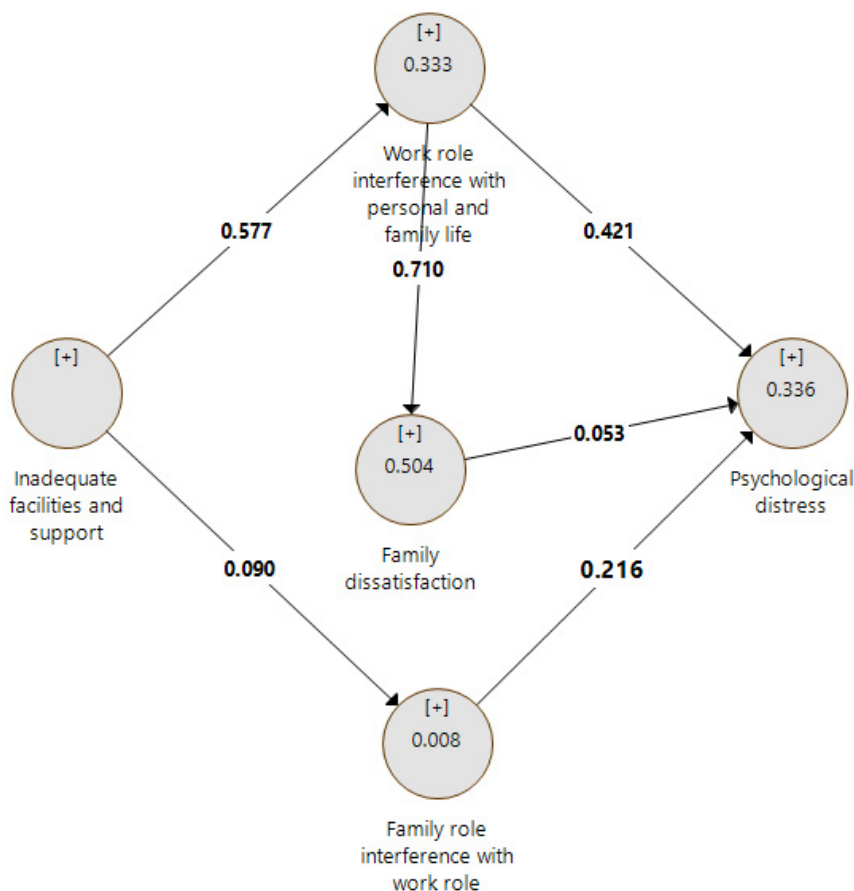 [+]
0.333
Work role
interference with
personal and
family life
0.577
0.421
0.710
[+]
Inadequate
facilities and
support
[+]
0.336
Psychological
distress
[+]
0.504
Family
dissatisfaction
0.053
0.090
0.216
[+]
0.008
Family role
interference with
work role